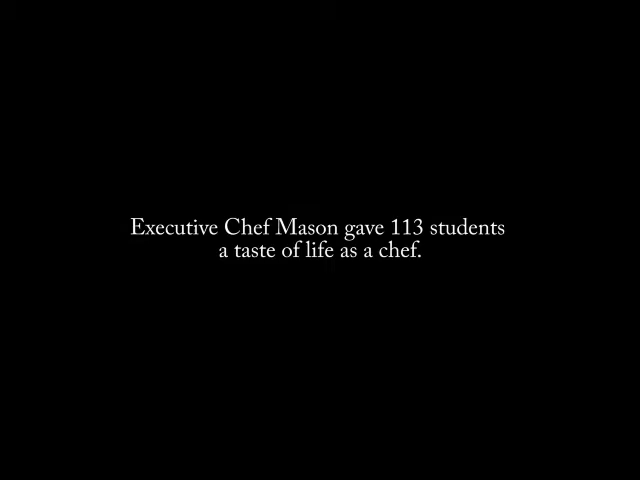 Executive Chef Mason gave 113 students
a taste of life as a chef.